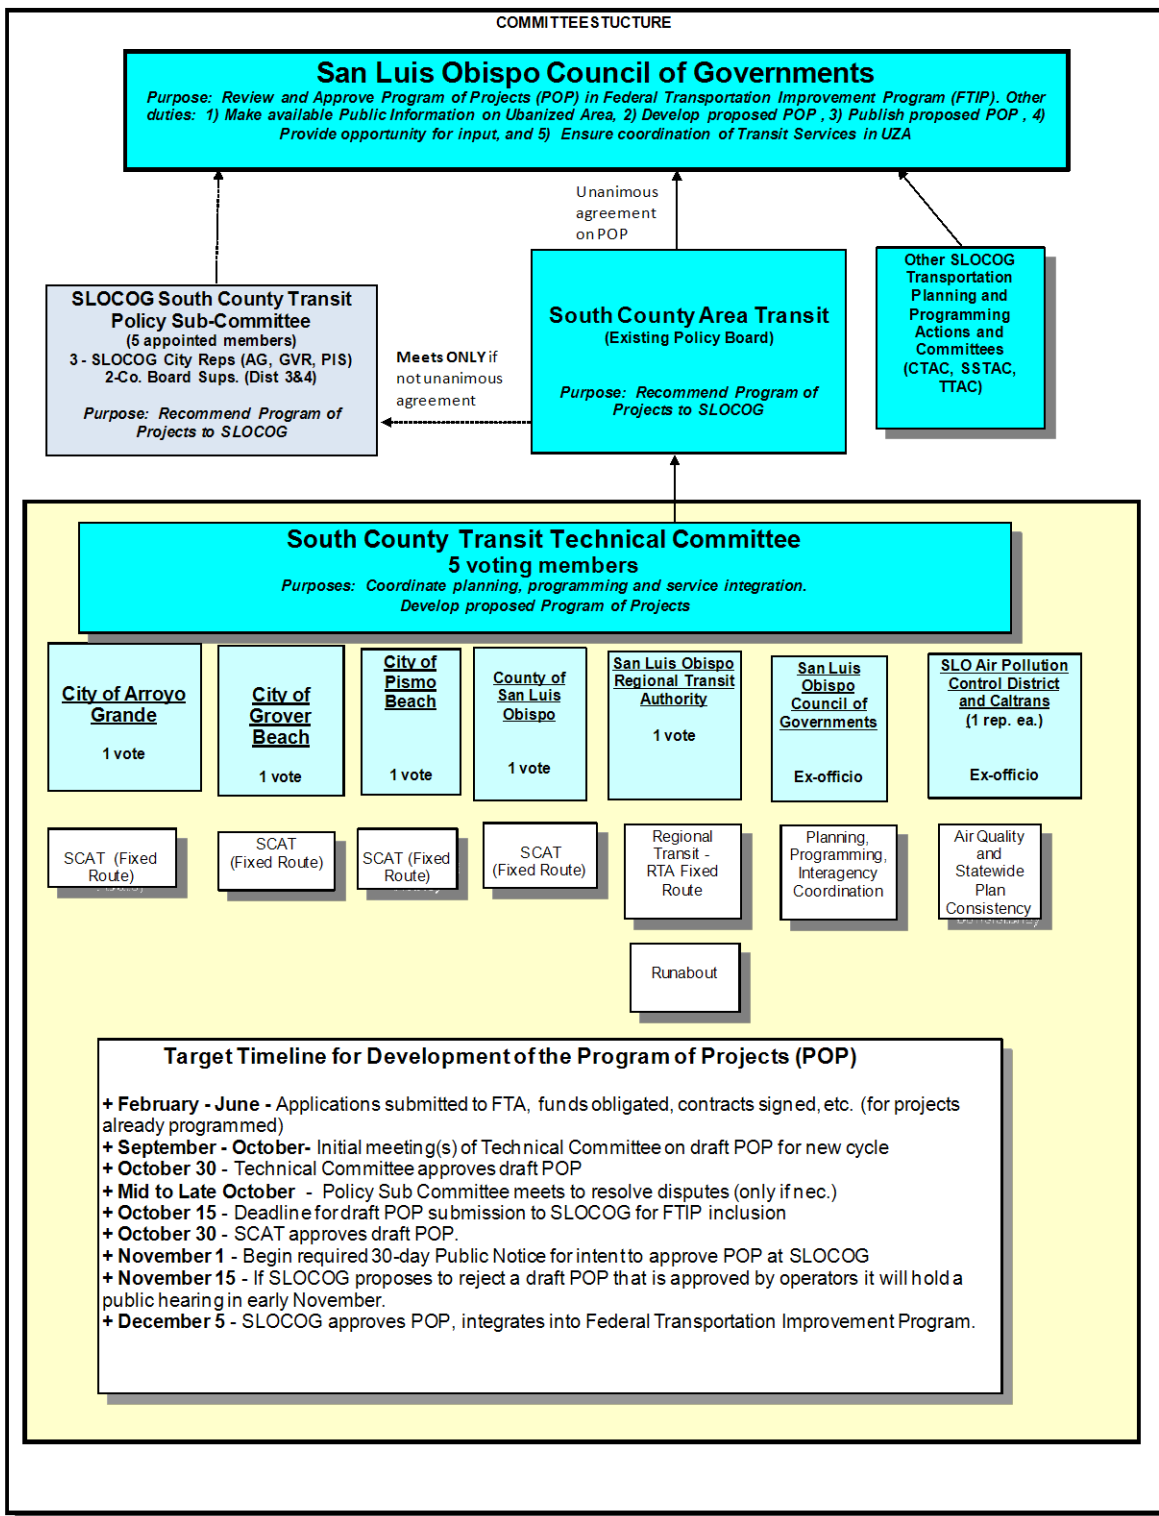 COMMITTEE STUCTURE
San Luis Obispo Council of Governments
Purpose: Review and Approve Program of Projects (POP) in Federal Transportation Improvement Program (FTIP). Other
duties: 1) Make available Public Information on Ubanized Area, 2) Develop proposed POP , 3) Publish proposed POP , 4)
Provide opportunity for input, and 5) Ensure coordination of Transit Services in UZA
Unanimous
agreement
on POP
SLOCOG South County Transit
Policy Sub-Committee
(5 appointed members)
3 - SLOCOG City Reps (AG, GVR, PIS)
2-Co. Board Sups. (Dist 3&4)
Purpose: Recommend Program of
Projects to SLOCOG
Meets ONLY if
not unanimous
agreement
South County Area Transit
(Existing Policy Board)
Purpose: Recommend Program of
Projects to SLOCOG
Other SLOCOG
Transportation
Planning and
Programming
Actions and
Committees
(CTAC, SSTAC,
TTAC)
South County Transit Technical Committee
5 voting members
Purposes: Coordinate planning, programming and service integration.
Develop proposed Program of Projects
City of Arroyo
Grande
1 vote
City of
Grover
Beach
1 vote
City of
Pismo
Beach
1 vote
County of
San Luis
Obispo
1 vote
San Luis Obispo
Regional Transit
Authority
1 vote
San Luis
Obispo
Council of
Governments
Ex-officio
SLO Air Pollution
Control District
and Caltrans
(1 rep. ea.)
Ex-officio
SCAT (Fixed
Route)
SCAT
(Fixed Route)
SCAT (Fixed
Route)
SCAT
(Fixed Route)
Regional
Transit -
RTA Fixed
Route
Planning,
Programming,
Interagency
Coordination
Air Quality
and
Statewide
Plan
Consistency
Runabout
Target Timeline for Development of the Program of Projects (POP)
+ February - June - Applications submitted to FTA, funds obligated, contracts signed, etc. (for projects
already programmed)
+ September - October- Initial meeting(s) of Technical Committee on draft POP for new cycle
+ October 30 - Technical Committee approves draft POP
+ Mid to Late October - Policy Sub Committee meets to resolve disputes (only if nec.)
+ October 15 - Deadline for draft POP submission to SLOCOG for FTIP inclusion
+ October 30 - SCAT approves draft POP.
+ November 1 - Begin required 30-day Public Notice for intent to approve POP at SLOCOG
+ November 15 - If SLOCOG proposes to reject a draft POP that is approved by operators it will hold a
public hearing in early November.
+ December 5 - SLOCOG approves POP, integrates into Federal Transportation Improvement Program.